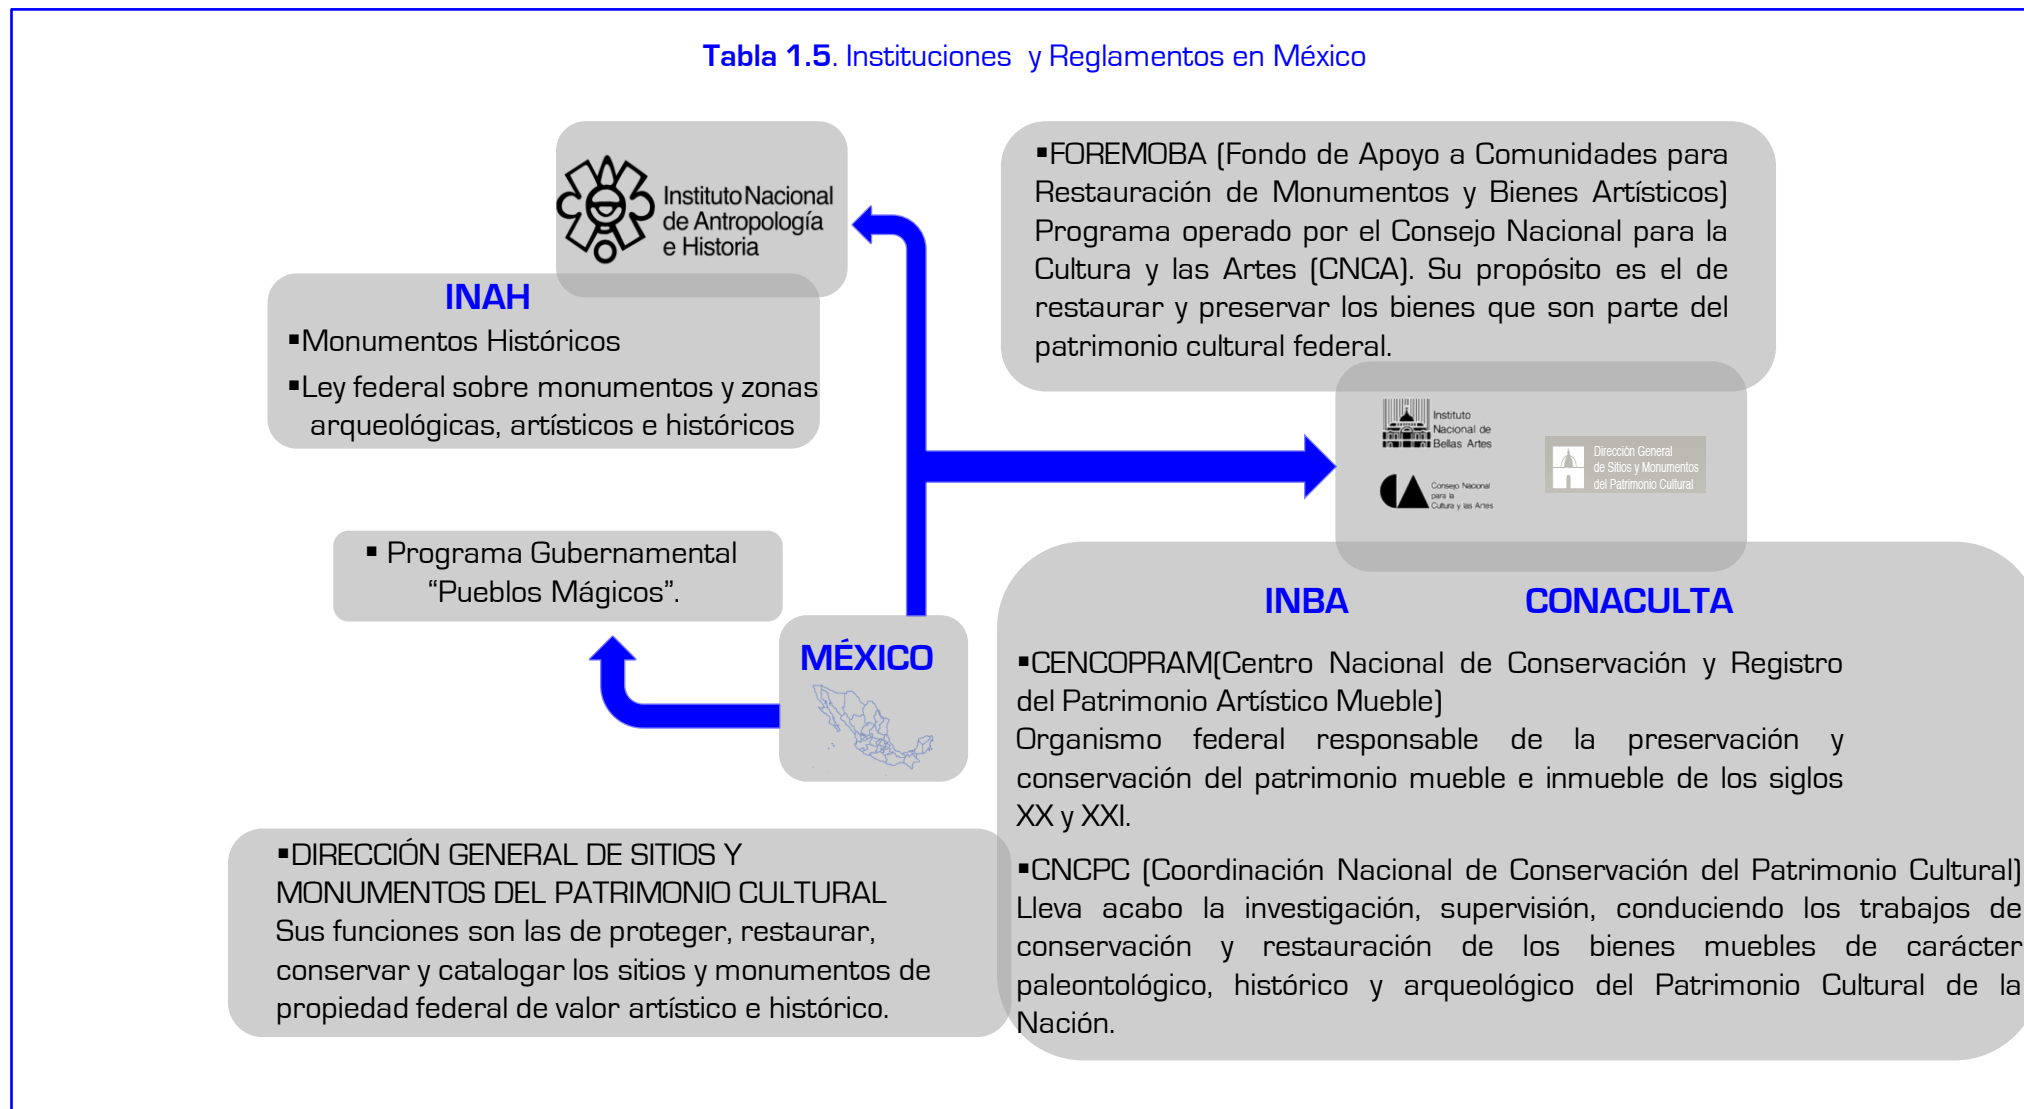 Tabla 1.5. Instituciones y Reglamentos en México
Instituto Nacional
de Antropología
e Historia
INAH
▪Monumentos Históricos
▪Ley federal sobre monumentos y zonas
arqueológicas, artísticos e históricos
▪FOREMOBA (Fondo de Apoyo a Comunidades para
Restauración de Monumentos y Bienes Artísticos)
Programa operado por el Consejo Nacional para la
Cultura y las Artes (CNCA). Su propósito es el de
restaurar y preservar los bienes que son parte del
patrimonio cultural federal.
Instituto
Nacional de
Bellas Artes
Consejo Nacional
para la
Cultura y las Artes
Dirección General
de Sitios y Monumentos
del Patrimonio Cultural
▪ Programa Gubernamental
“Pueblos Mágicos”.
MÉXICO
INBA CONACULTA
▪CENCOPRAM(Centro Nacional de Conservación y Registro
del Patrimonio Artístico Mueble)
Organismo federal responsable de la preservación y
conservación del patrimonio mueble e inmueble de los siglos
XX y XXI.
▪CNCPC (Coordinación Nacional de Conservación del Patrimonio Cultural)
Lleva acabo la investigación, supervisión, conduciendo los trabajos de
conservación y restauración de los bienes muebles de carácter
paleontológico, histórico y arqueológico del Patrimonio Cultural de la
Nación.
▪DIRECCIÓN GENERAL DE SITIOS Y
MONUMENTOS DEL PATRIMONIO CULTURAL
Sus funciones son las de proteger, restaurar,
conservar y catalogar los sitios y monumentos de
propiedad federal de valor artístico e histórico.